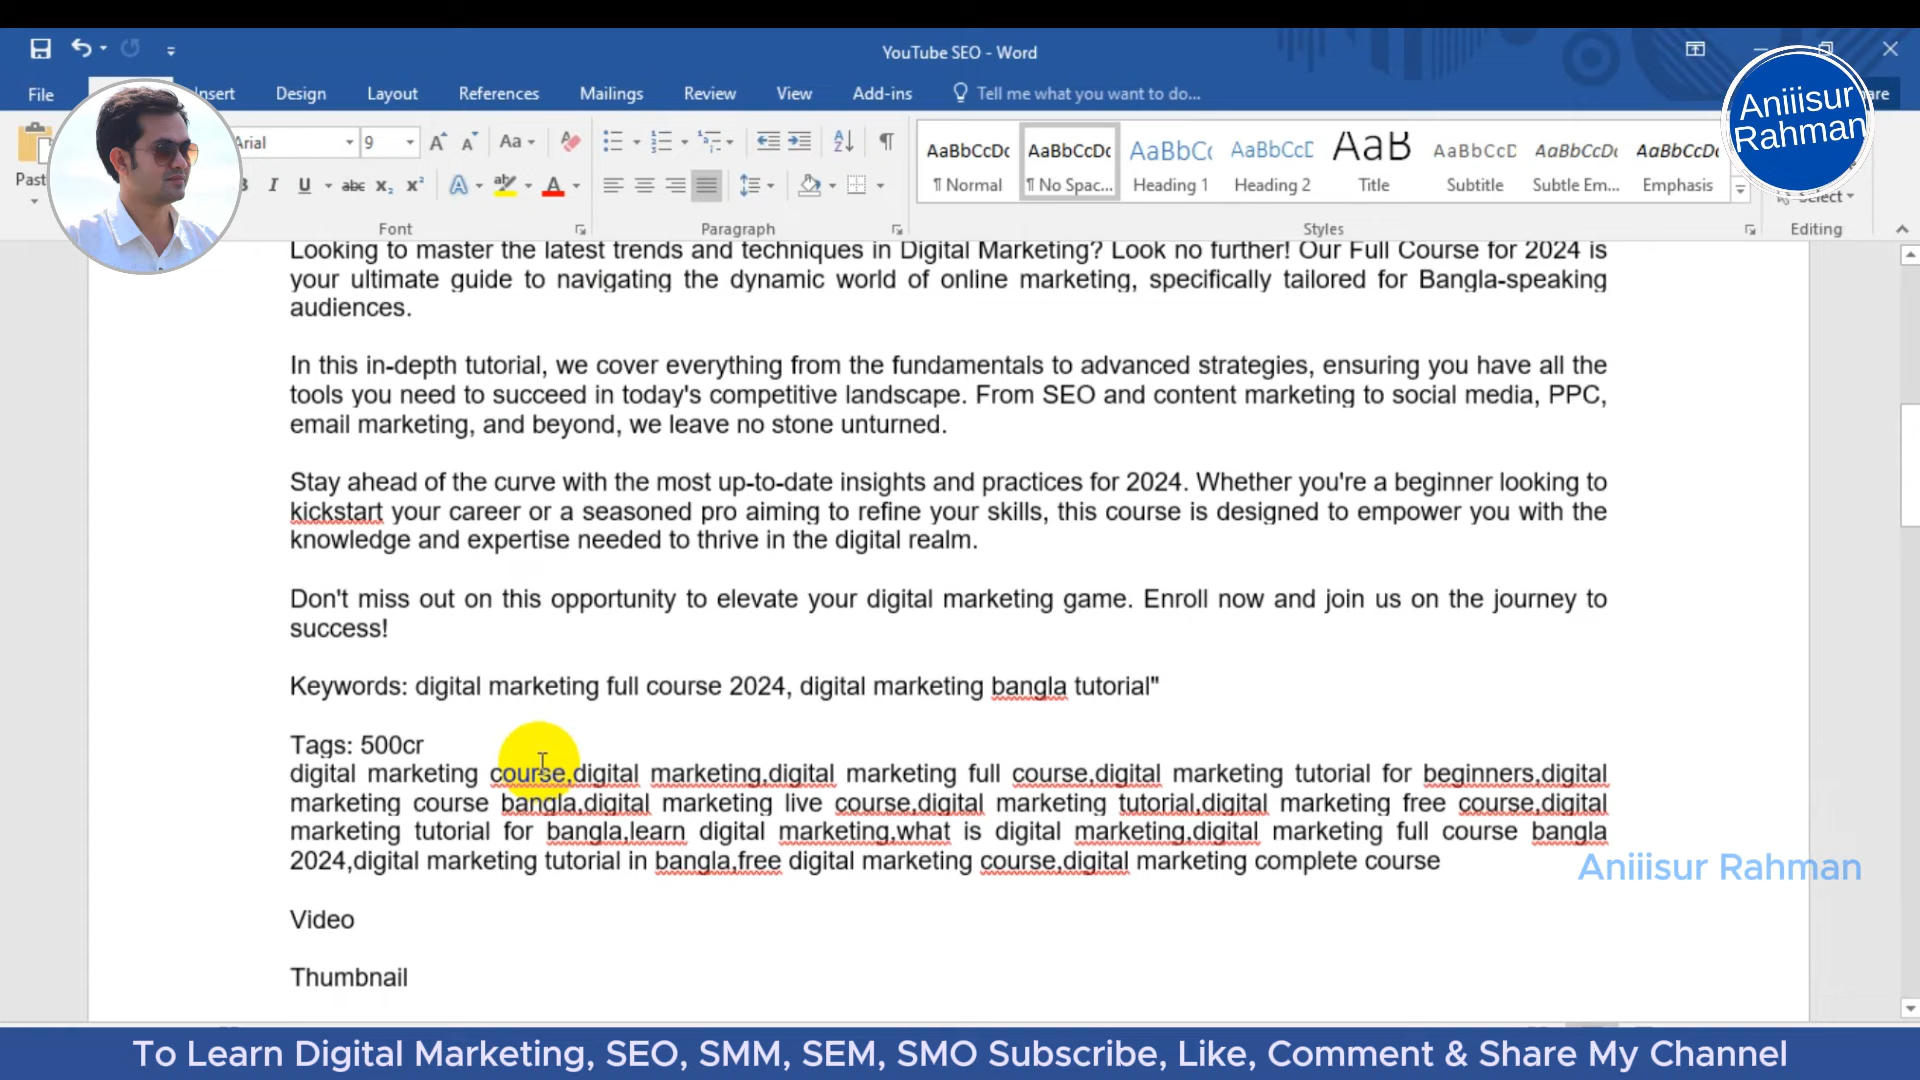 YouTube SEO - Word
File
Insert
Design
Layout
References
Mailings
Review
View
Add-ins
Tell me what you want to do...
Aniiisur
Rahman
Arial
9
Aa
AaBbCcDc
AaBbCcDc
AaBbC
AaBbCcD
AaB
AaBbCcD
AaBbCcDc
AaBbCcDc
¶ Normal
¶ No Spac...
Heading 1
Heading 2
Title
Subtitle
Subtle Em...
Emphasis
Select
Font
Paragraph
Styles
Editing
Looking to master the latest trends and techniques in Digital Marketing? Look no further! Our Full Course for 2024 is
your ultimate guide to navigating the dynamic world of online marketing, specifically tailored for Bangla-speaking
audiences.
In this in-depth tutorial, we cover everything from the fundamentals to advanced strategies, ensuring you have all the
tools you need to succeed in today's competitive landscape. From SEO and content marketing to social media, PPC,
email marketing, and beyond, we leave no stone unturned.
Stay ahead of the curve with the most up-to-date insights and practices for 2024. Whether you're a beginner looking to
kickstart your career or a seasoned pro aiming to refine your skills, this course is designed to empower you with the
knowledge and expertise needed to thrive in the digital realm.
Don't miss out on this opportunity to elevate your digital marketing game. Enroll now and join us on the journey to
success!
Keywords: digital marketing full course 2024, digital marketing bangla tutorial"
Tags: 500cr
digital marketing course,digital marketing,digital marketing full course,digital marketing tutorial for beginners,digital
marketing course bangla,digital marketing live course,digital marketing tutorial,digital marketing free course,digital
marketing tutorial for bangla,learn digital marketing,what is digital marketing,digital marketing full course bangla
2024,digital marketing tutorial in bangla,free digital marketing course,digital marketing complete course
Aniiisur Rahman
Video
Thumbnail
To Learn Digital Marketing, SEO, SMM, SEM, SMO Subscribe, Like, Comment & Share My Channel